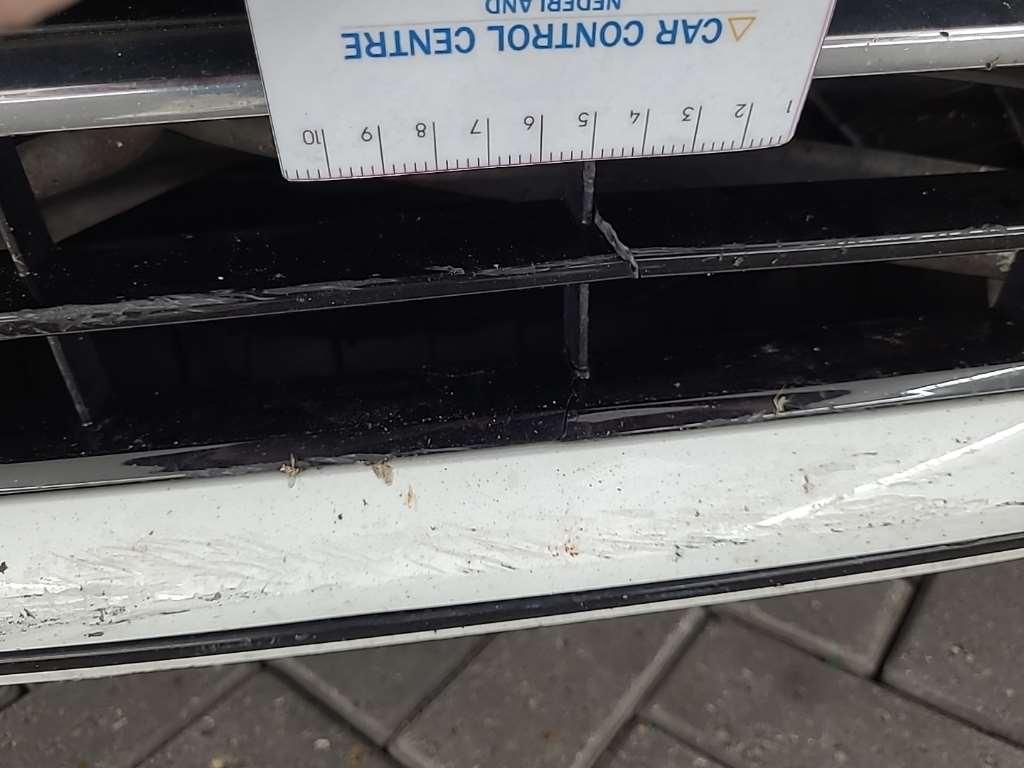 CAR CONTROL CENTRE
NEDERLAND
1 2 3 4 5 6 7 8 9 10